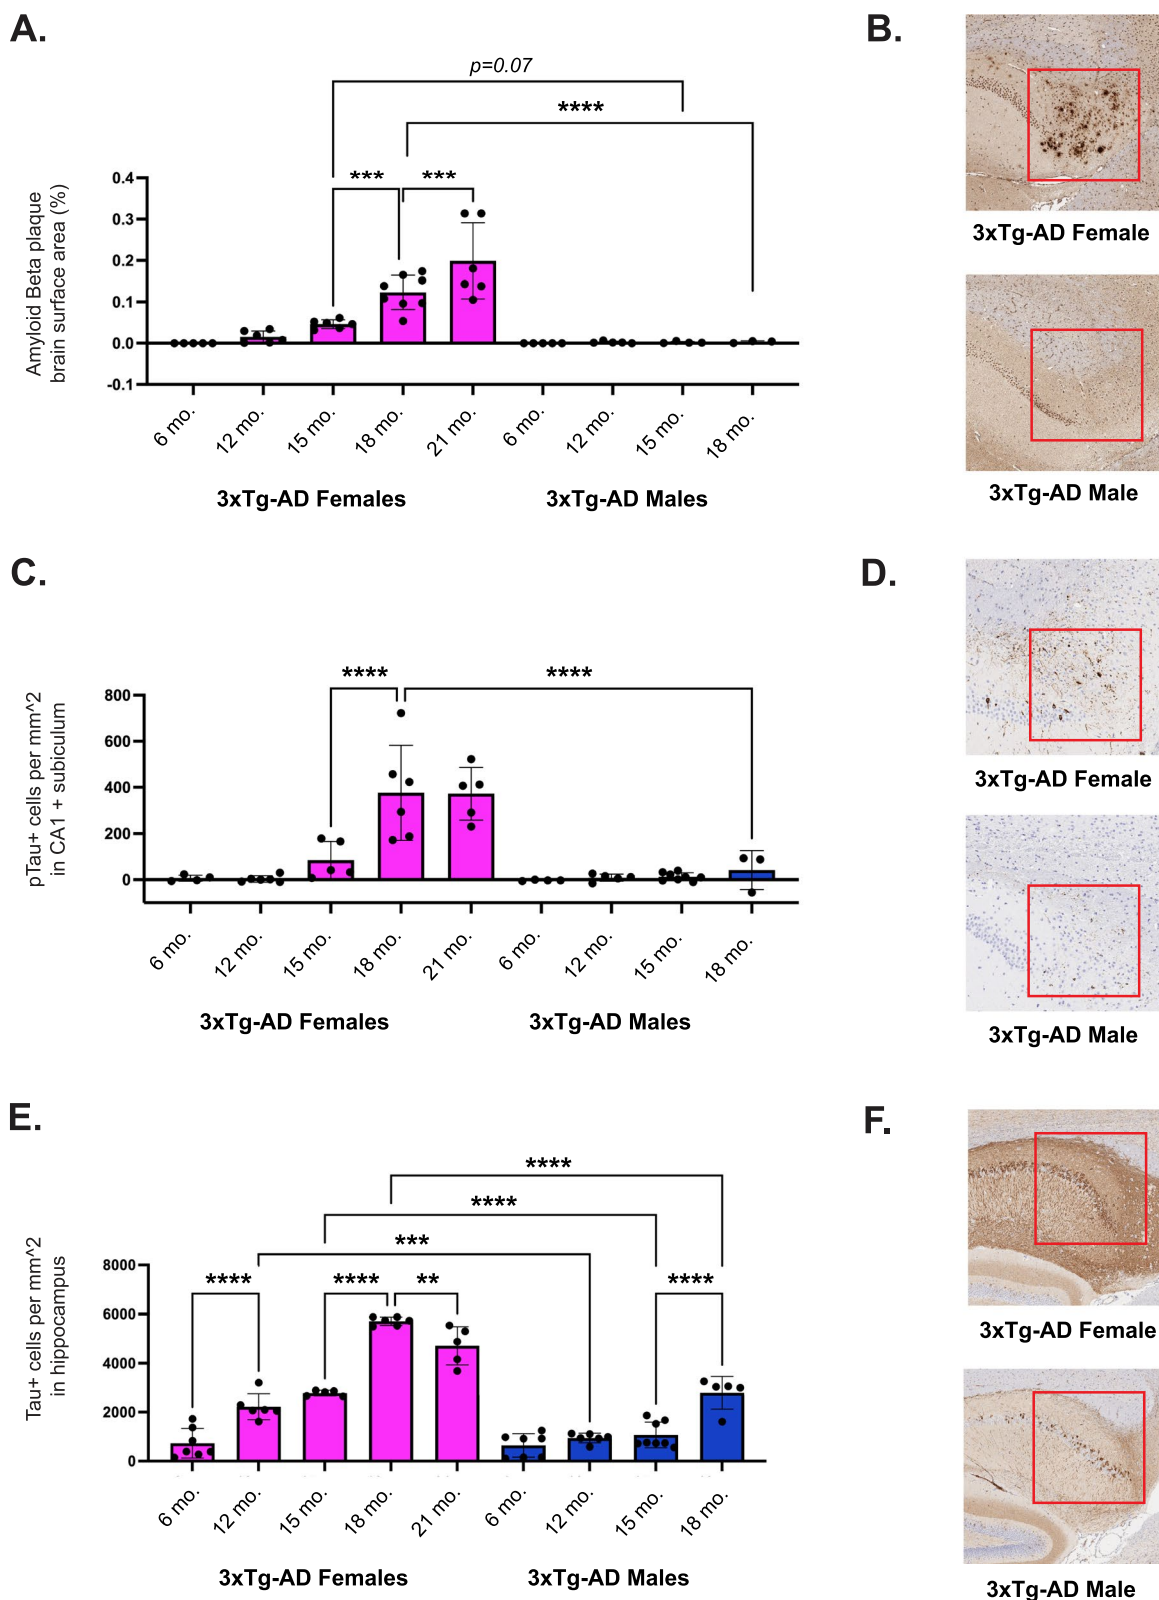 A.
B.
p=0.07
****
***
***
Amyloid Beta plaque
brain surface area (%)
0.4
0.3
0.2
0.1
0.0
-0.1
6 mo.
12 mo.
15 mo.
18 mo.
21 mo.
6 mo.
12 mo.
15 mo.
18 mo.
3xTg-AD Females
3xTg-AD Males
3xTg-AD Female
3xTg-AD Male
C.
D.
****
****
pTau+ cells per mm^2
in CA1 + subiculum
800
600
400
200
0
6 mo.
12 mo.
15 mo.
18 mo.
21 mo.
6 mo.
12 mo.
15 mo.
18 mo.
3xTg-AD Females
3xTg-AD Males
3xTg-AD Female
3xTg-AD Male
E.
F.
****
****
***
****
****
**
****
Tau+ cells per mm^2
in hippocampus
8000
6000
4000
2000
0
6 mo.
12 mo.
15 mo.
18 mo.
21 mo.
6 mo.
12 mo.
15 mo.
18 mo.
3xTg-AD Females
3xTg-AD Males
3xTg-AD Female
3xTg-AD Male